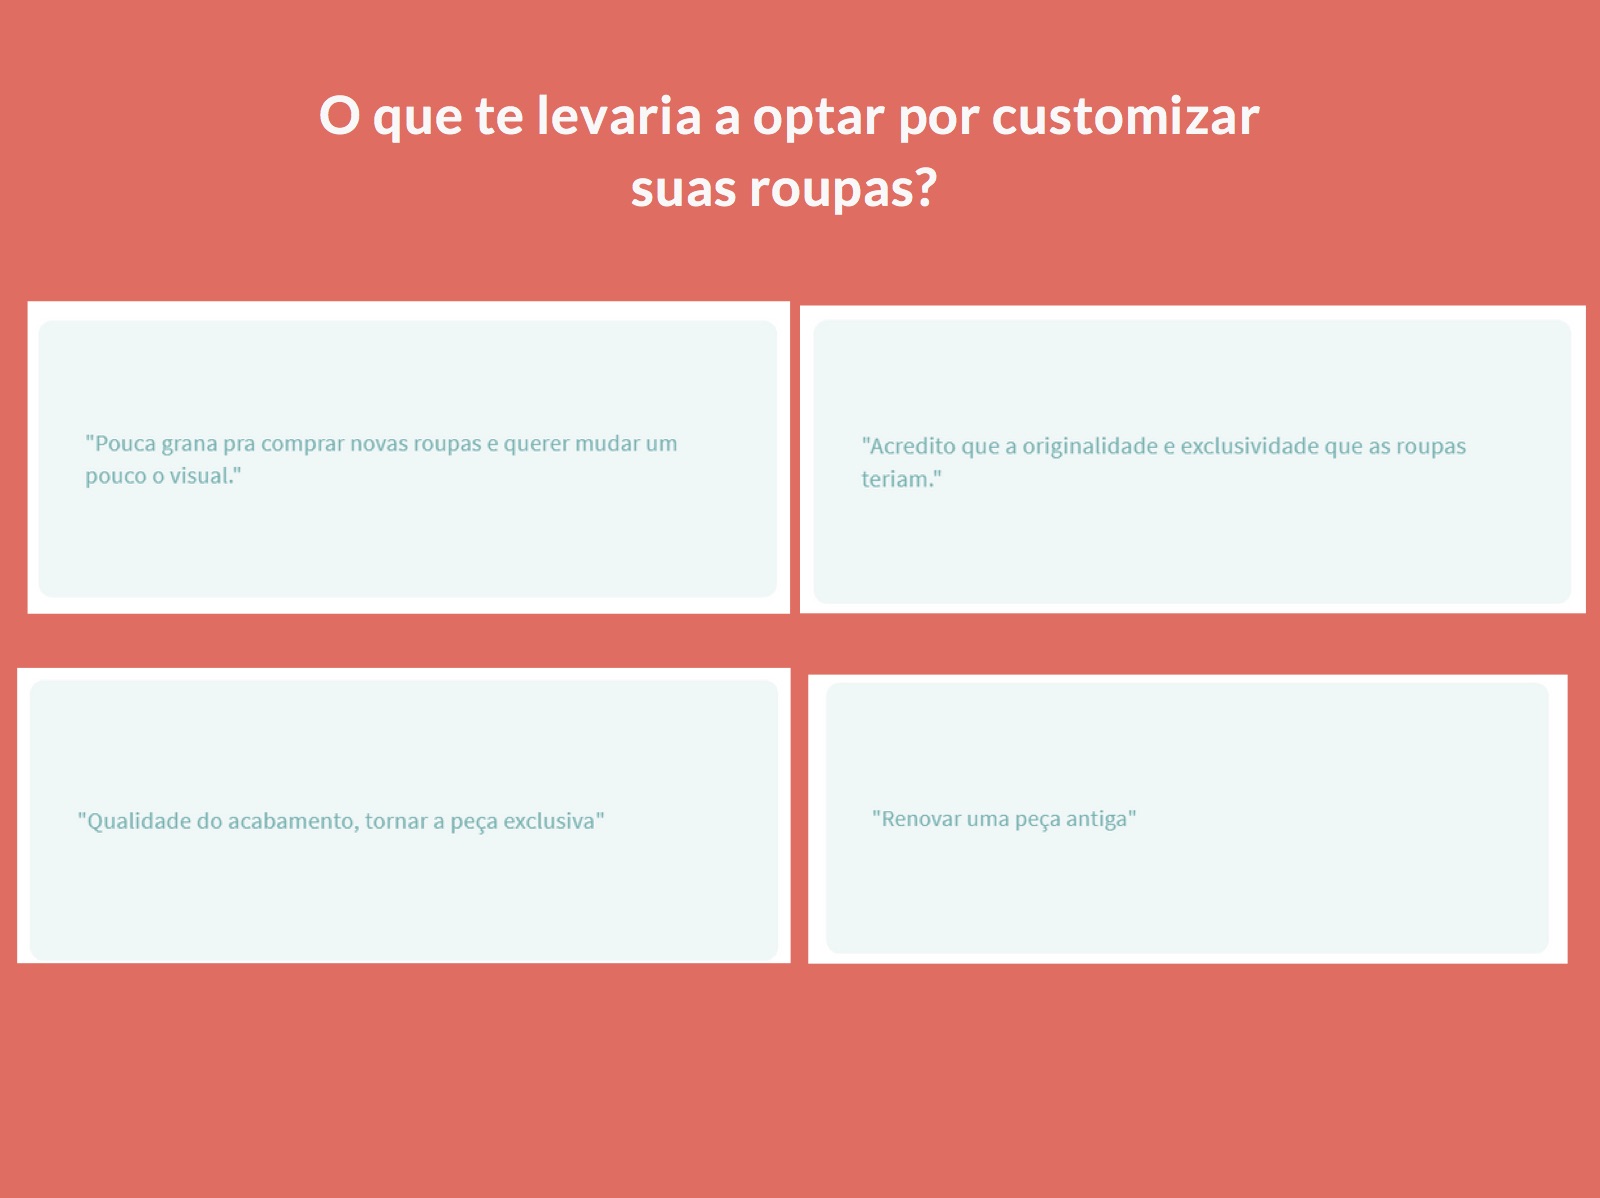 O que te levaria a optar por customizar
suas roupas?
"Pouca grana pra comprar novas roupas e querer mudar um
pouco o visual."
"Acredito que a originalidade e exclusividade que as roupas
teriam."
"Qualidade do acabamento, tornar a peça exclusiva"
"Renovar uma peça antiga"